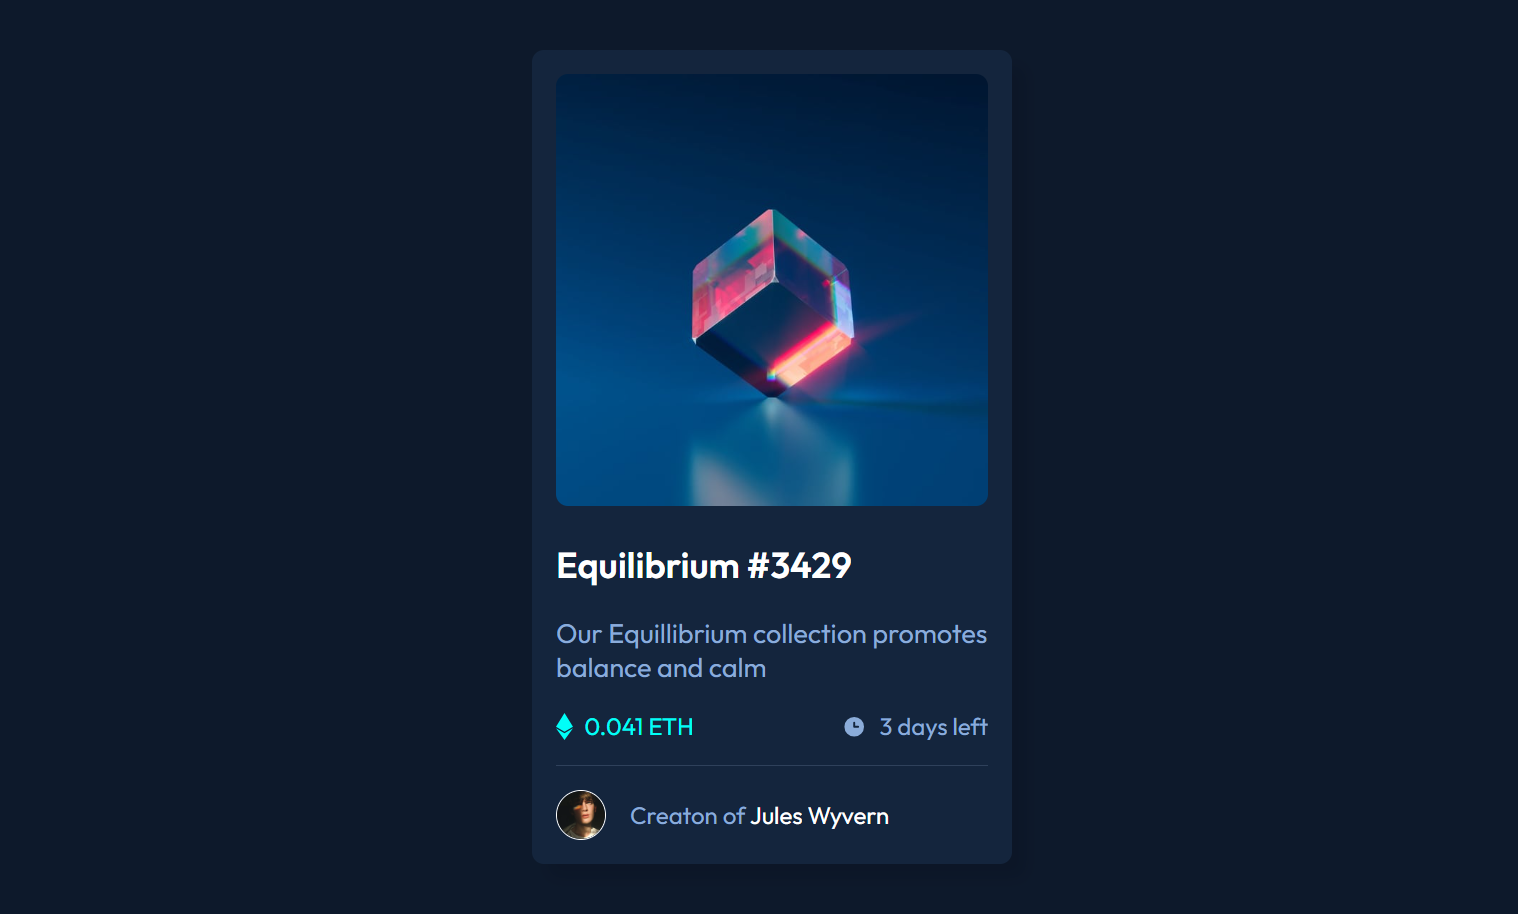 Equilibrium #3429
Our Equillibrium collection promotes
balance and calm
0.041 ETH
3 days left
Creaton of Jules Wyvern